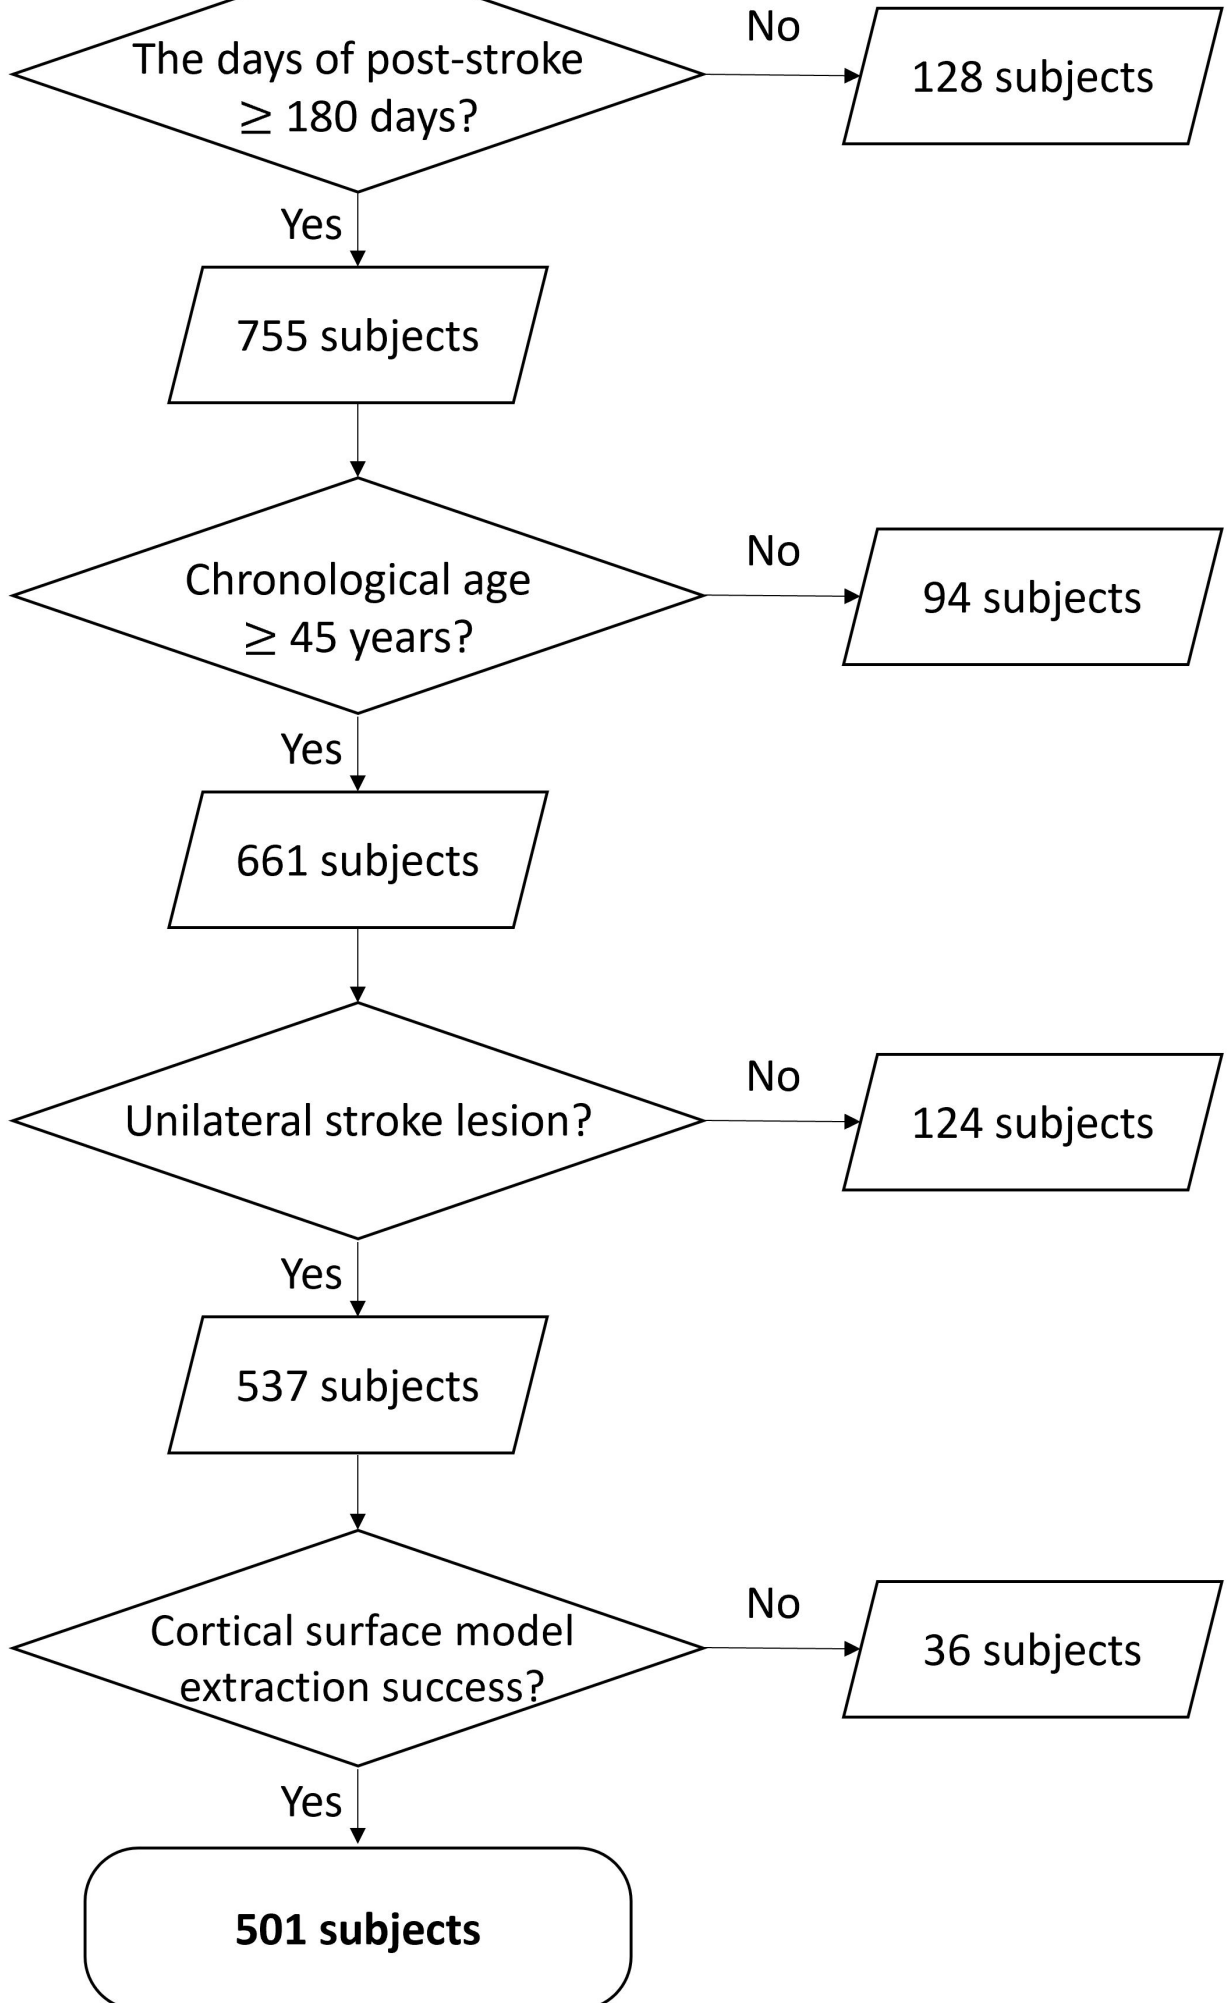 The days of post-stroke
≥ 180 days?
No
128 subjects
Yes
755 subjects
Chronological age
≥ 45 years?
No
94 subjects
Yes
661 subjects
Unilateral stroke lesion?
No
124 subjects
Yes
537 subjects
Cortical surface model
extraction success?
No
36 subjects
Yes
501 subjects